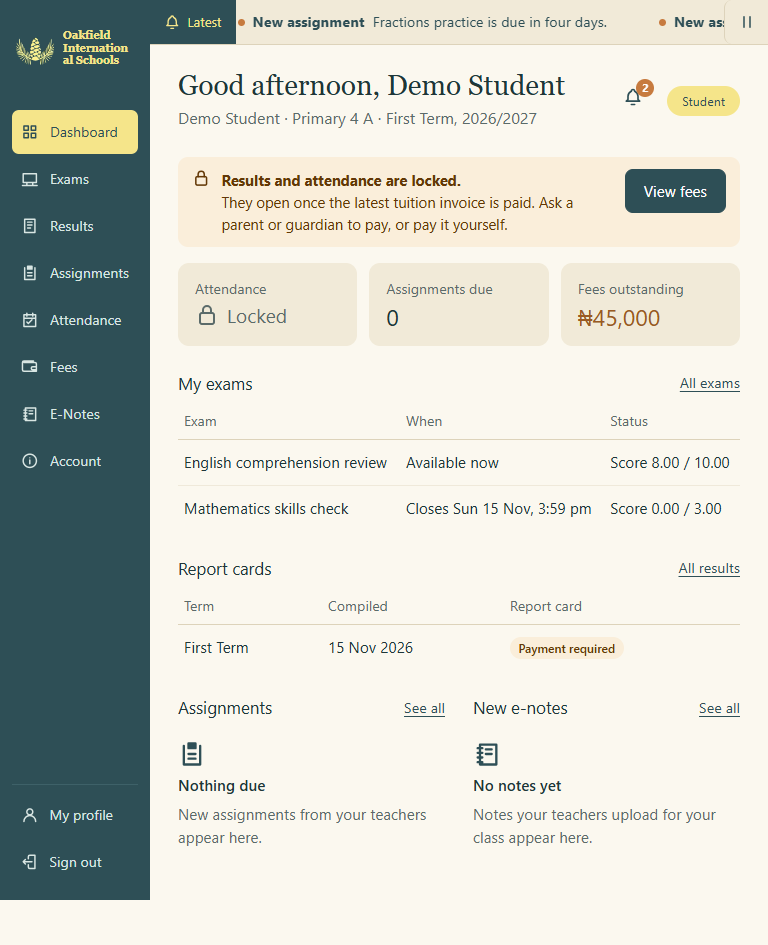 Oakfield
Internation
al Schools
Dashboard
Exams
Results
Assignments
Attendance
Fees
E-Notes
Account
My profile
Sign out
Latest
New assignment Fractions practice is due in four days.
New as
Good afternoon, Demo Student
Demo Student · Primary 4 A · First Term, 2026/2027
2
Student
Results and attendance are locked.
They open once the latest tuition invoice is paid. Ask a
parent or guardian to pay, or pay it yourself.
View fees
Attendance
Locked
Assignments due
0
Fees outstanding
₦45,000
My exams
All exams
Exam When Status
English comprehension review Available now Score 8.00 / 10.00
Mathematics skills check Closes Sun 15 Nov, 3:59 pm Score 0.00 / 3.00
Report cards
All results
Term Compiled Report card
First Term 15 Nov 2026 Payment required
Assignments
See all
Nothing due
New assignments from your teachers
appear here.
New e-notes
See all
No notes yet
Notes your teachers upload for your
class appear here.